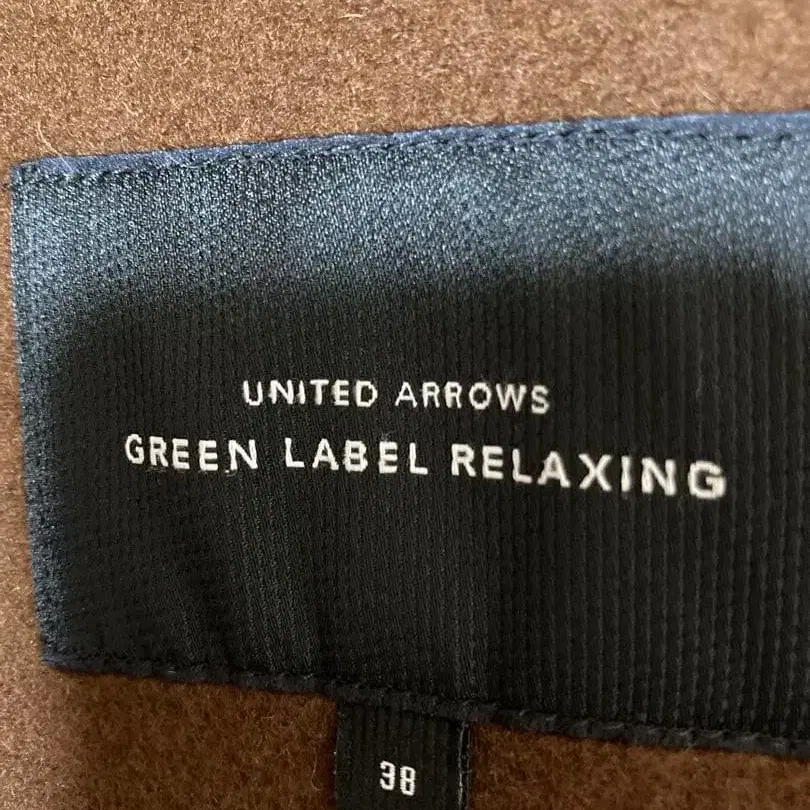 UNITED ARROWS
GREEN LABEL RELAXING
38